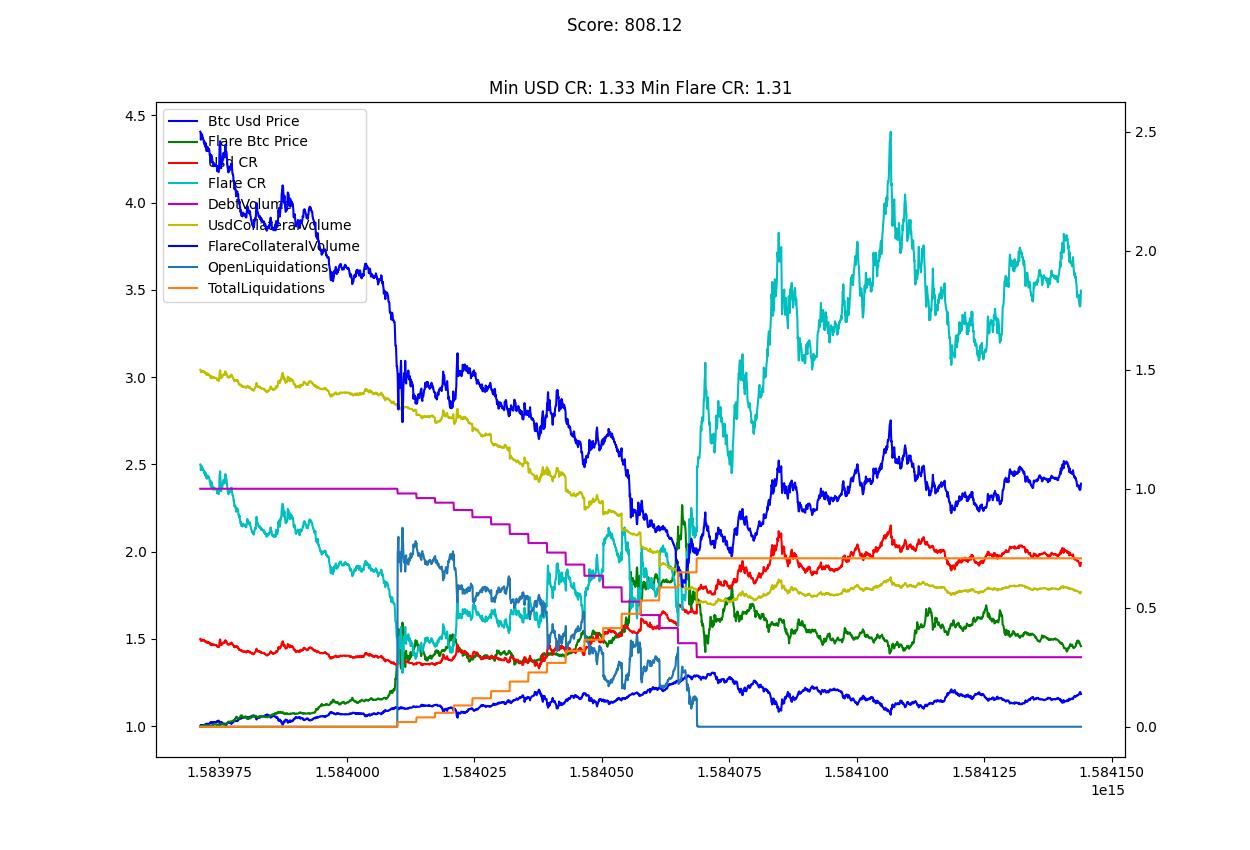 Score: 808.12
Min USD CR: 1.33 Min Flare CR: 1.31
Btc Usd Price
Flare Btc Price
Usd CR
Flare CR
DebtVolume
UsdCollateralVolume
FlareCollateralVolume
OpenLiquidations
TotalLiquidations
4.5
4.0
3.5
3.0
2.5
2.0
1.5
1.0
2.5
2.0
1.5
1.0
0.5
0.0
1.583975 1.584000 1.584025 1.584050 1.584075 1.584100 1.584125 1.584150
1e15